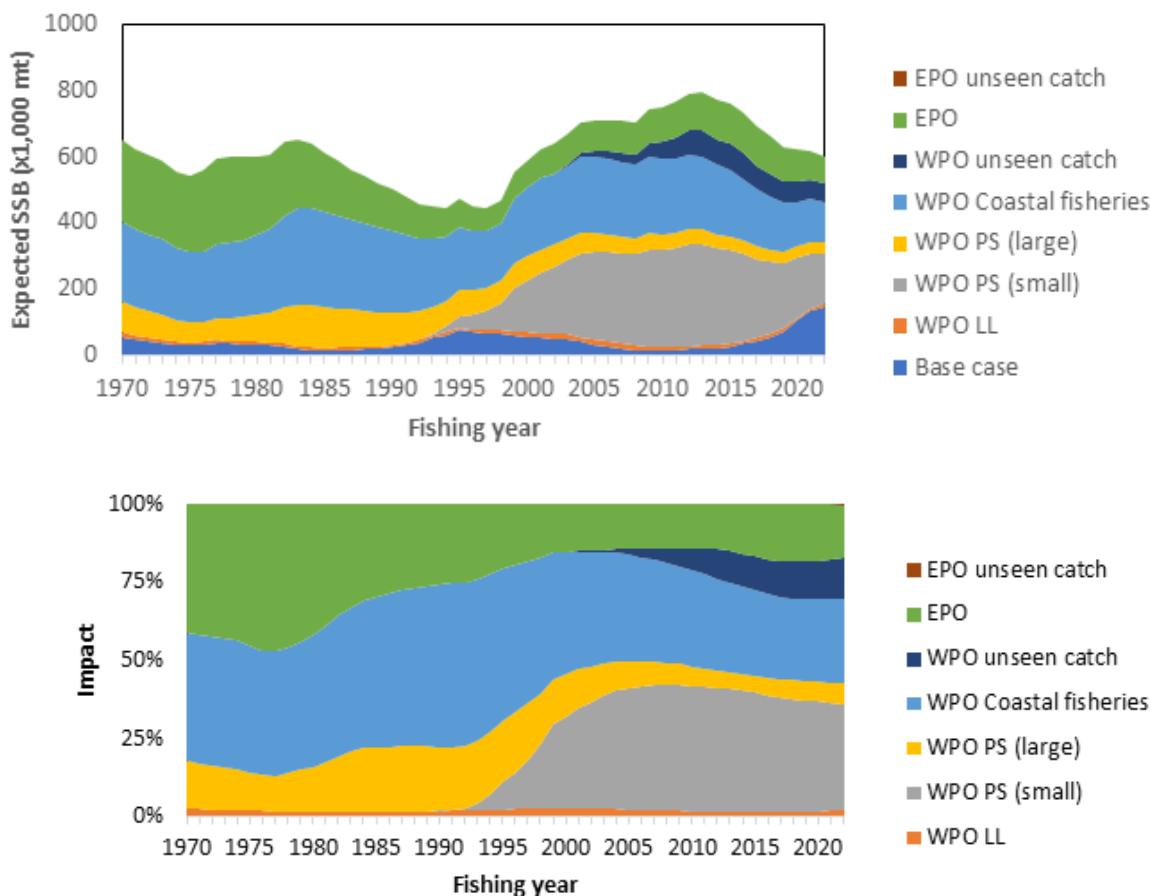 Expected SSB (x1,000 mt)
1000
800
600
400
200
0
1970 1975 1980 1985 1990 1995 2000 2005 2010 2015 2020
Fishing year
EPO unseen catch
EPO
WPO unseen catch
WPO Coastal fisheries
WPO PS (large)
WPO PS (small)
WPO LL
Base case
Impact
100%
75%
50%
25%
0%
1970 1975 1980 1985 1990 1995 2000 2005 2010 2015 2020
Fishing year
EPO unseen catch
EPO
WPO unseen catch
WPO Coastal fisheries
WPO PS (large)
WPO PS (small)
WPO LL